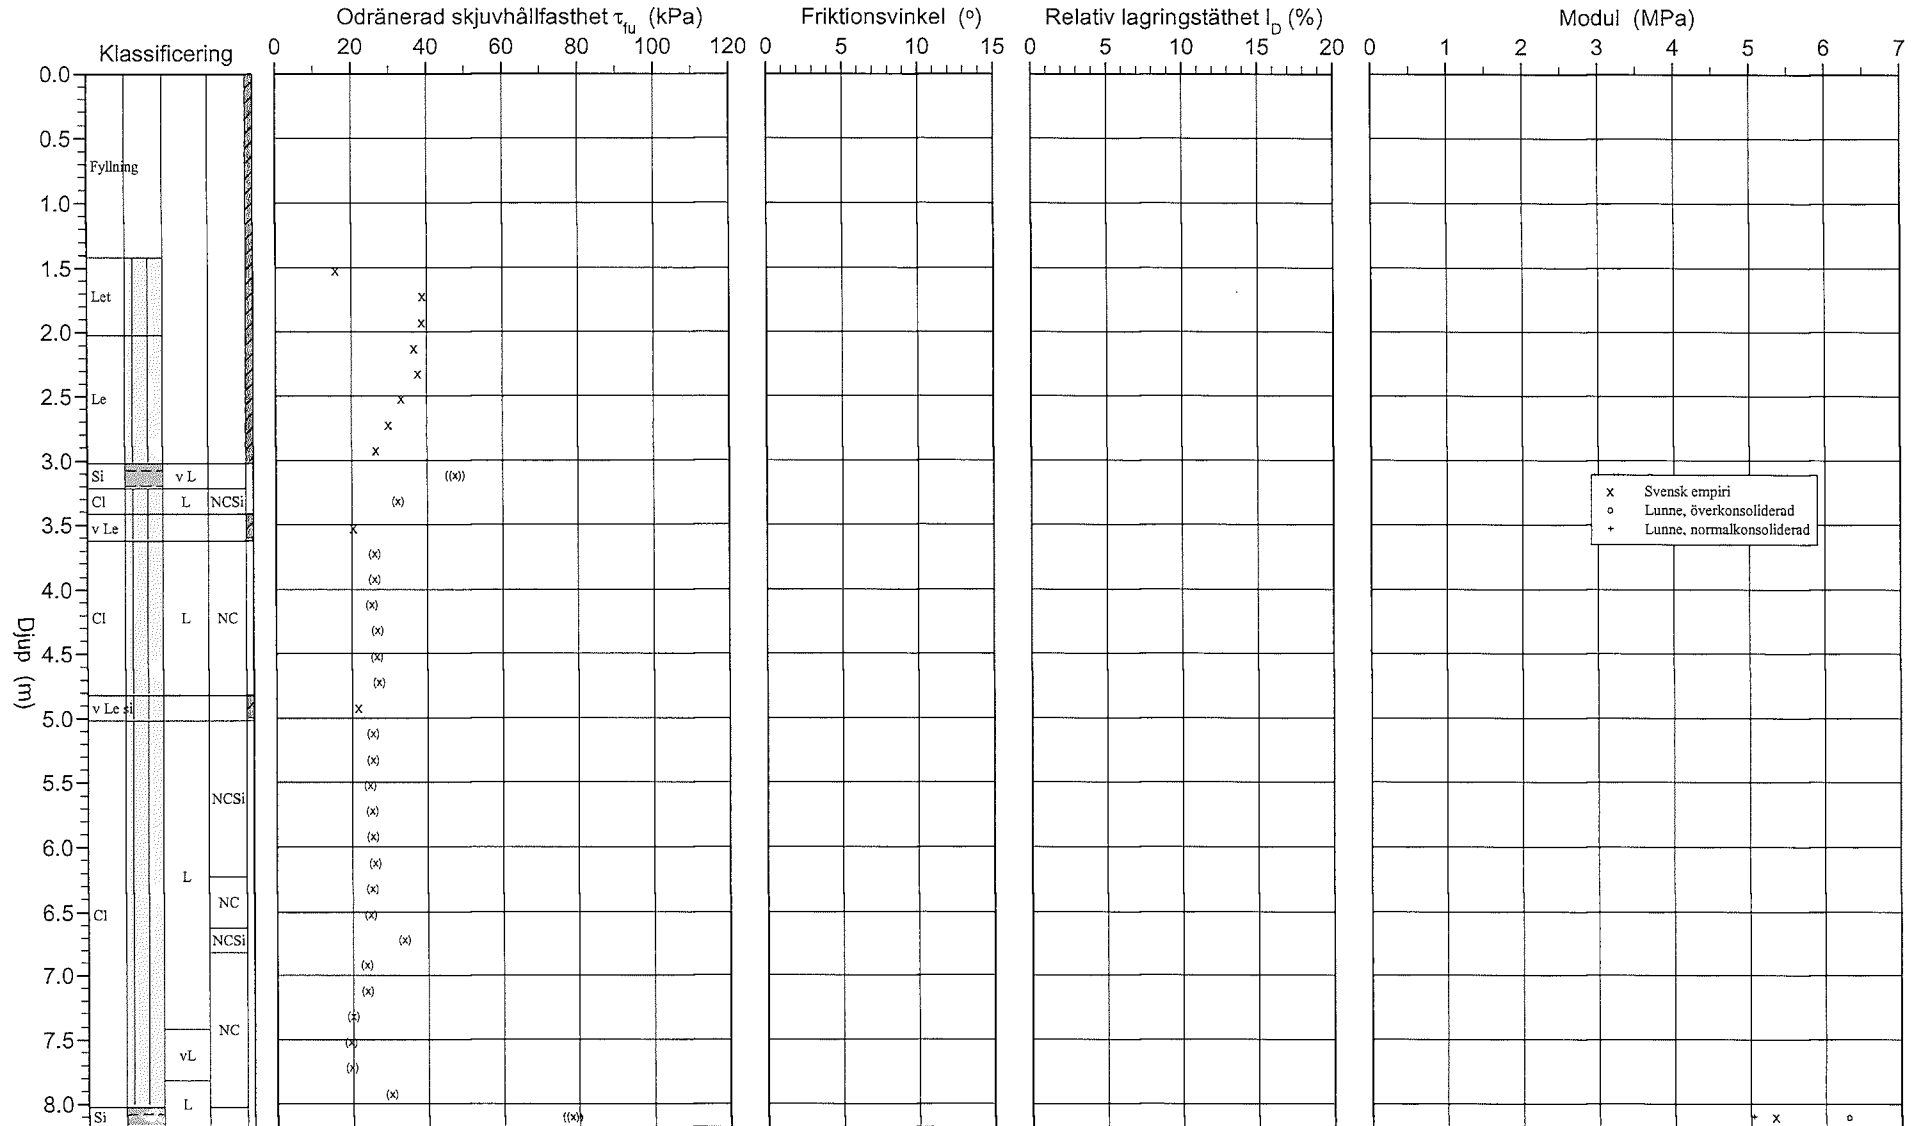 Odränerad skjuvhållfasthet τfu (kPa)
Friktionsvinkel (o)
Relativ lagringstäthet ID (%)
Modul (MPa)
Klassificering
0 20 40 60 80 100 120
0 5 10 15
0 5 10 15 20
0 1 2 3 4 5 6 7
0.0
0.5
Fyllning
1.0
1.5
Let
2.0
2.5
Le
3.0
Si v L
Cl L NCSi
3.5
v Le
4.0
Cl L NC
4.5
v Le si
5.0
5.5
NCSi
6.0
L
NC
6.5
Cl
NCSi
7.0
NC
7.5
vL
8.0
L
Si
Djup (m)
x Svensk empiri
o Lunne, överkonsoliderad
+ Lunne, normalkonsoliderad